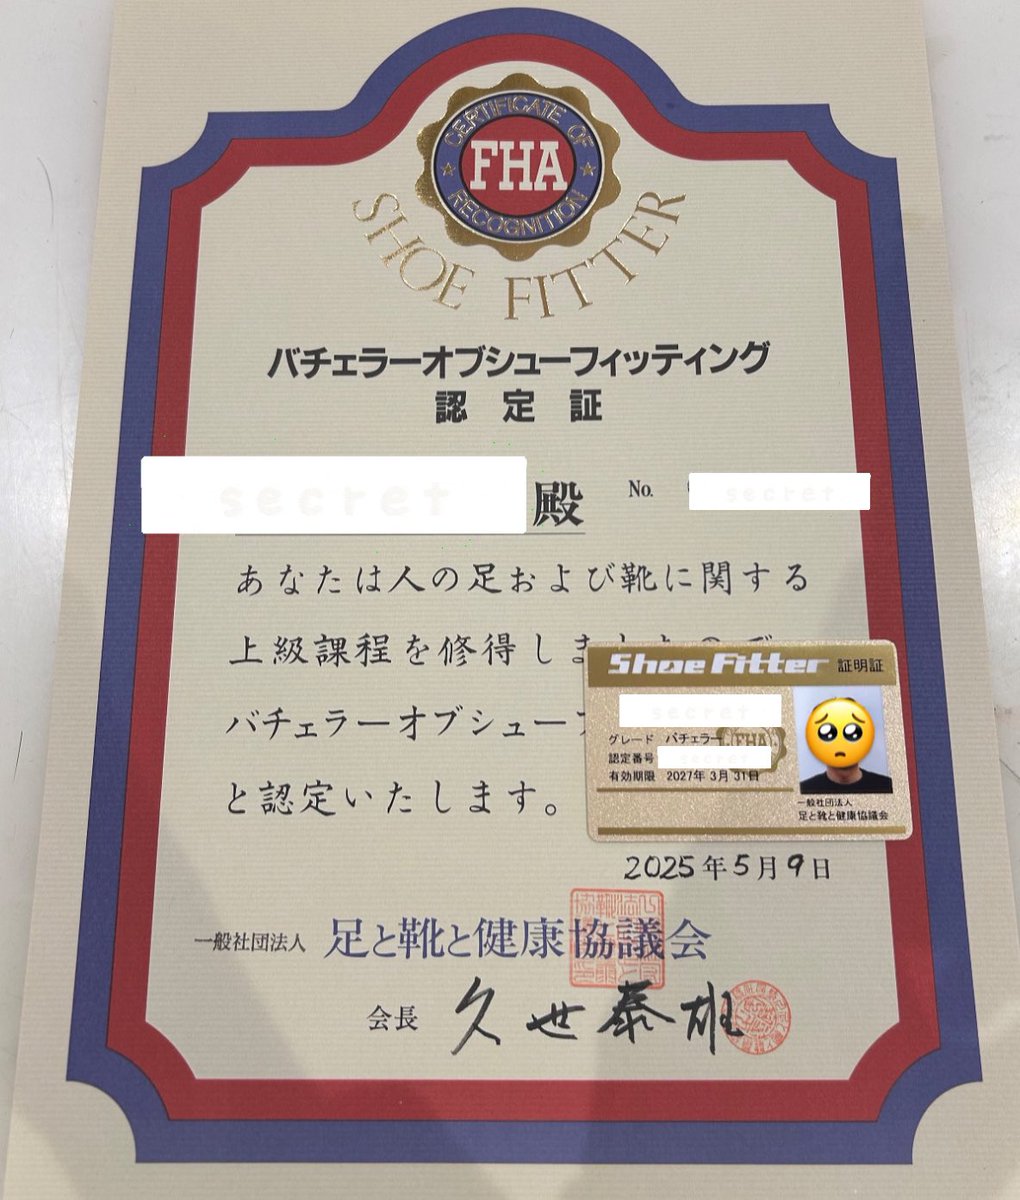 CERTIFICATE OF
FHA
RECOGNITION
SHOE FITTER
バチェラーオブシューフィッティング
認定証
secret 殿 No. secret
あなたは人の足および靴に関する
上級課程を修得しましたので
バチェラーオブシュー
と認定いたします。
Shoe Fitter 証明証
secret
グレード バチェラー FHA
認定番号 secret
有効期限 2027年 3月 31日
一般社団法人
足と靴と健康協議会
2025年5月9日
一般社団法人 足と靴と健康協議会
会長 久世泰雄